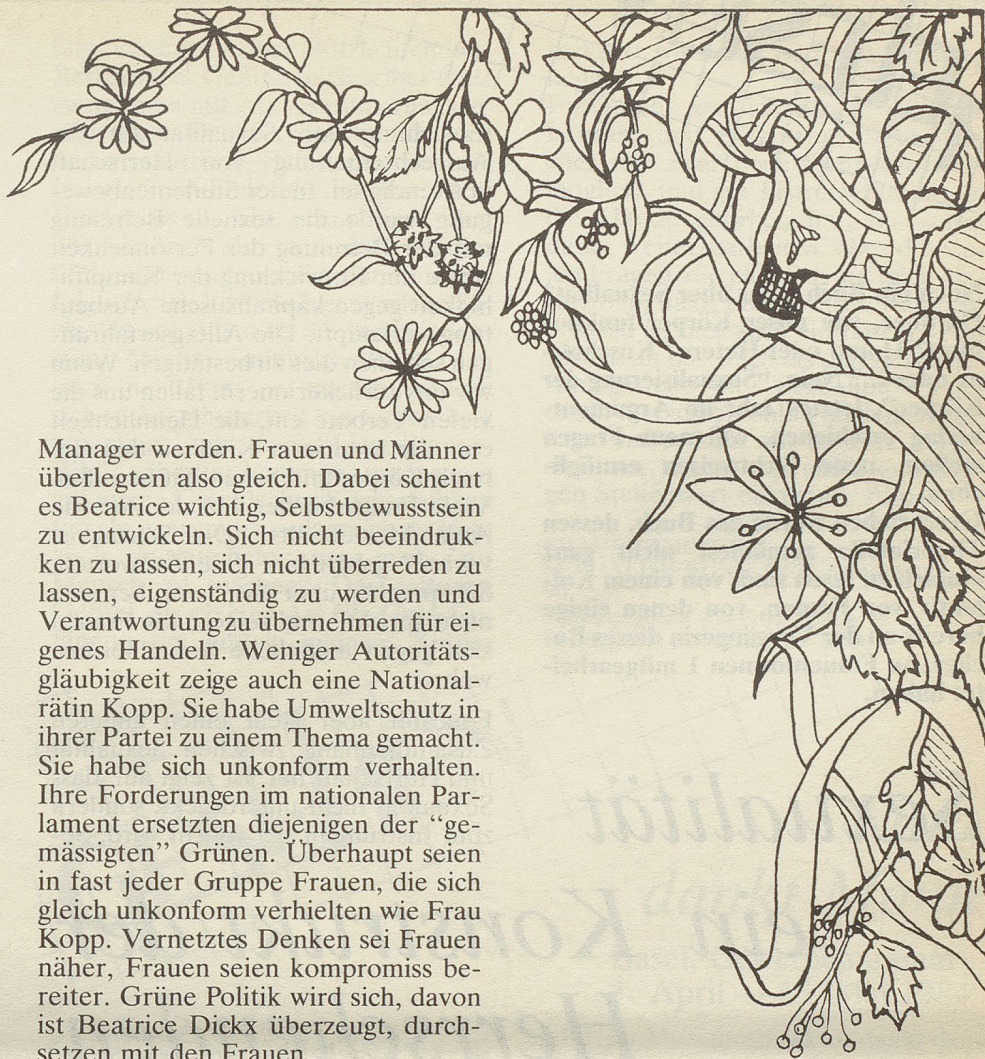 Manager werden. Frauen und Männer
überlegten also gleich. Dabei scheint
es Beatrice wichtig, Selbstbewusstsein
zu entwickeln. Sich nicht beeindruk-
ken zu lassen, sich nicht überreden zu
lassen, eigenständig zu werden und
Verantwortung zu übernehmen für ei-
genes Handeln. Weniger Autoritäts-
gläubigkeit zeige auch eine National-
rätin Kopp. Sie habe Umweltschutz in
ihrer Partei zu einem Thema gemacht.
Sie habe sich unkonform verhalten.
Ihre Forderungen im nationalen Par-
lament ersetzten diejenigen der “ge-
mässigten” Grünen. Überhaupt seien
in fast jeder Gruppe Frauen, die sich
gleich unkonform verhielten wie Frau
Kopp. Vernetztes Denken sei Frauen
näher, Frauen seien kompromiss be-
reiter. Grüne Politik wird sich, davon
ist Beatrice Dickx überzeugt, durch-
setzen mit den Frauen.